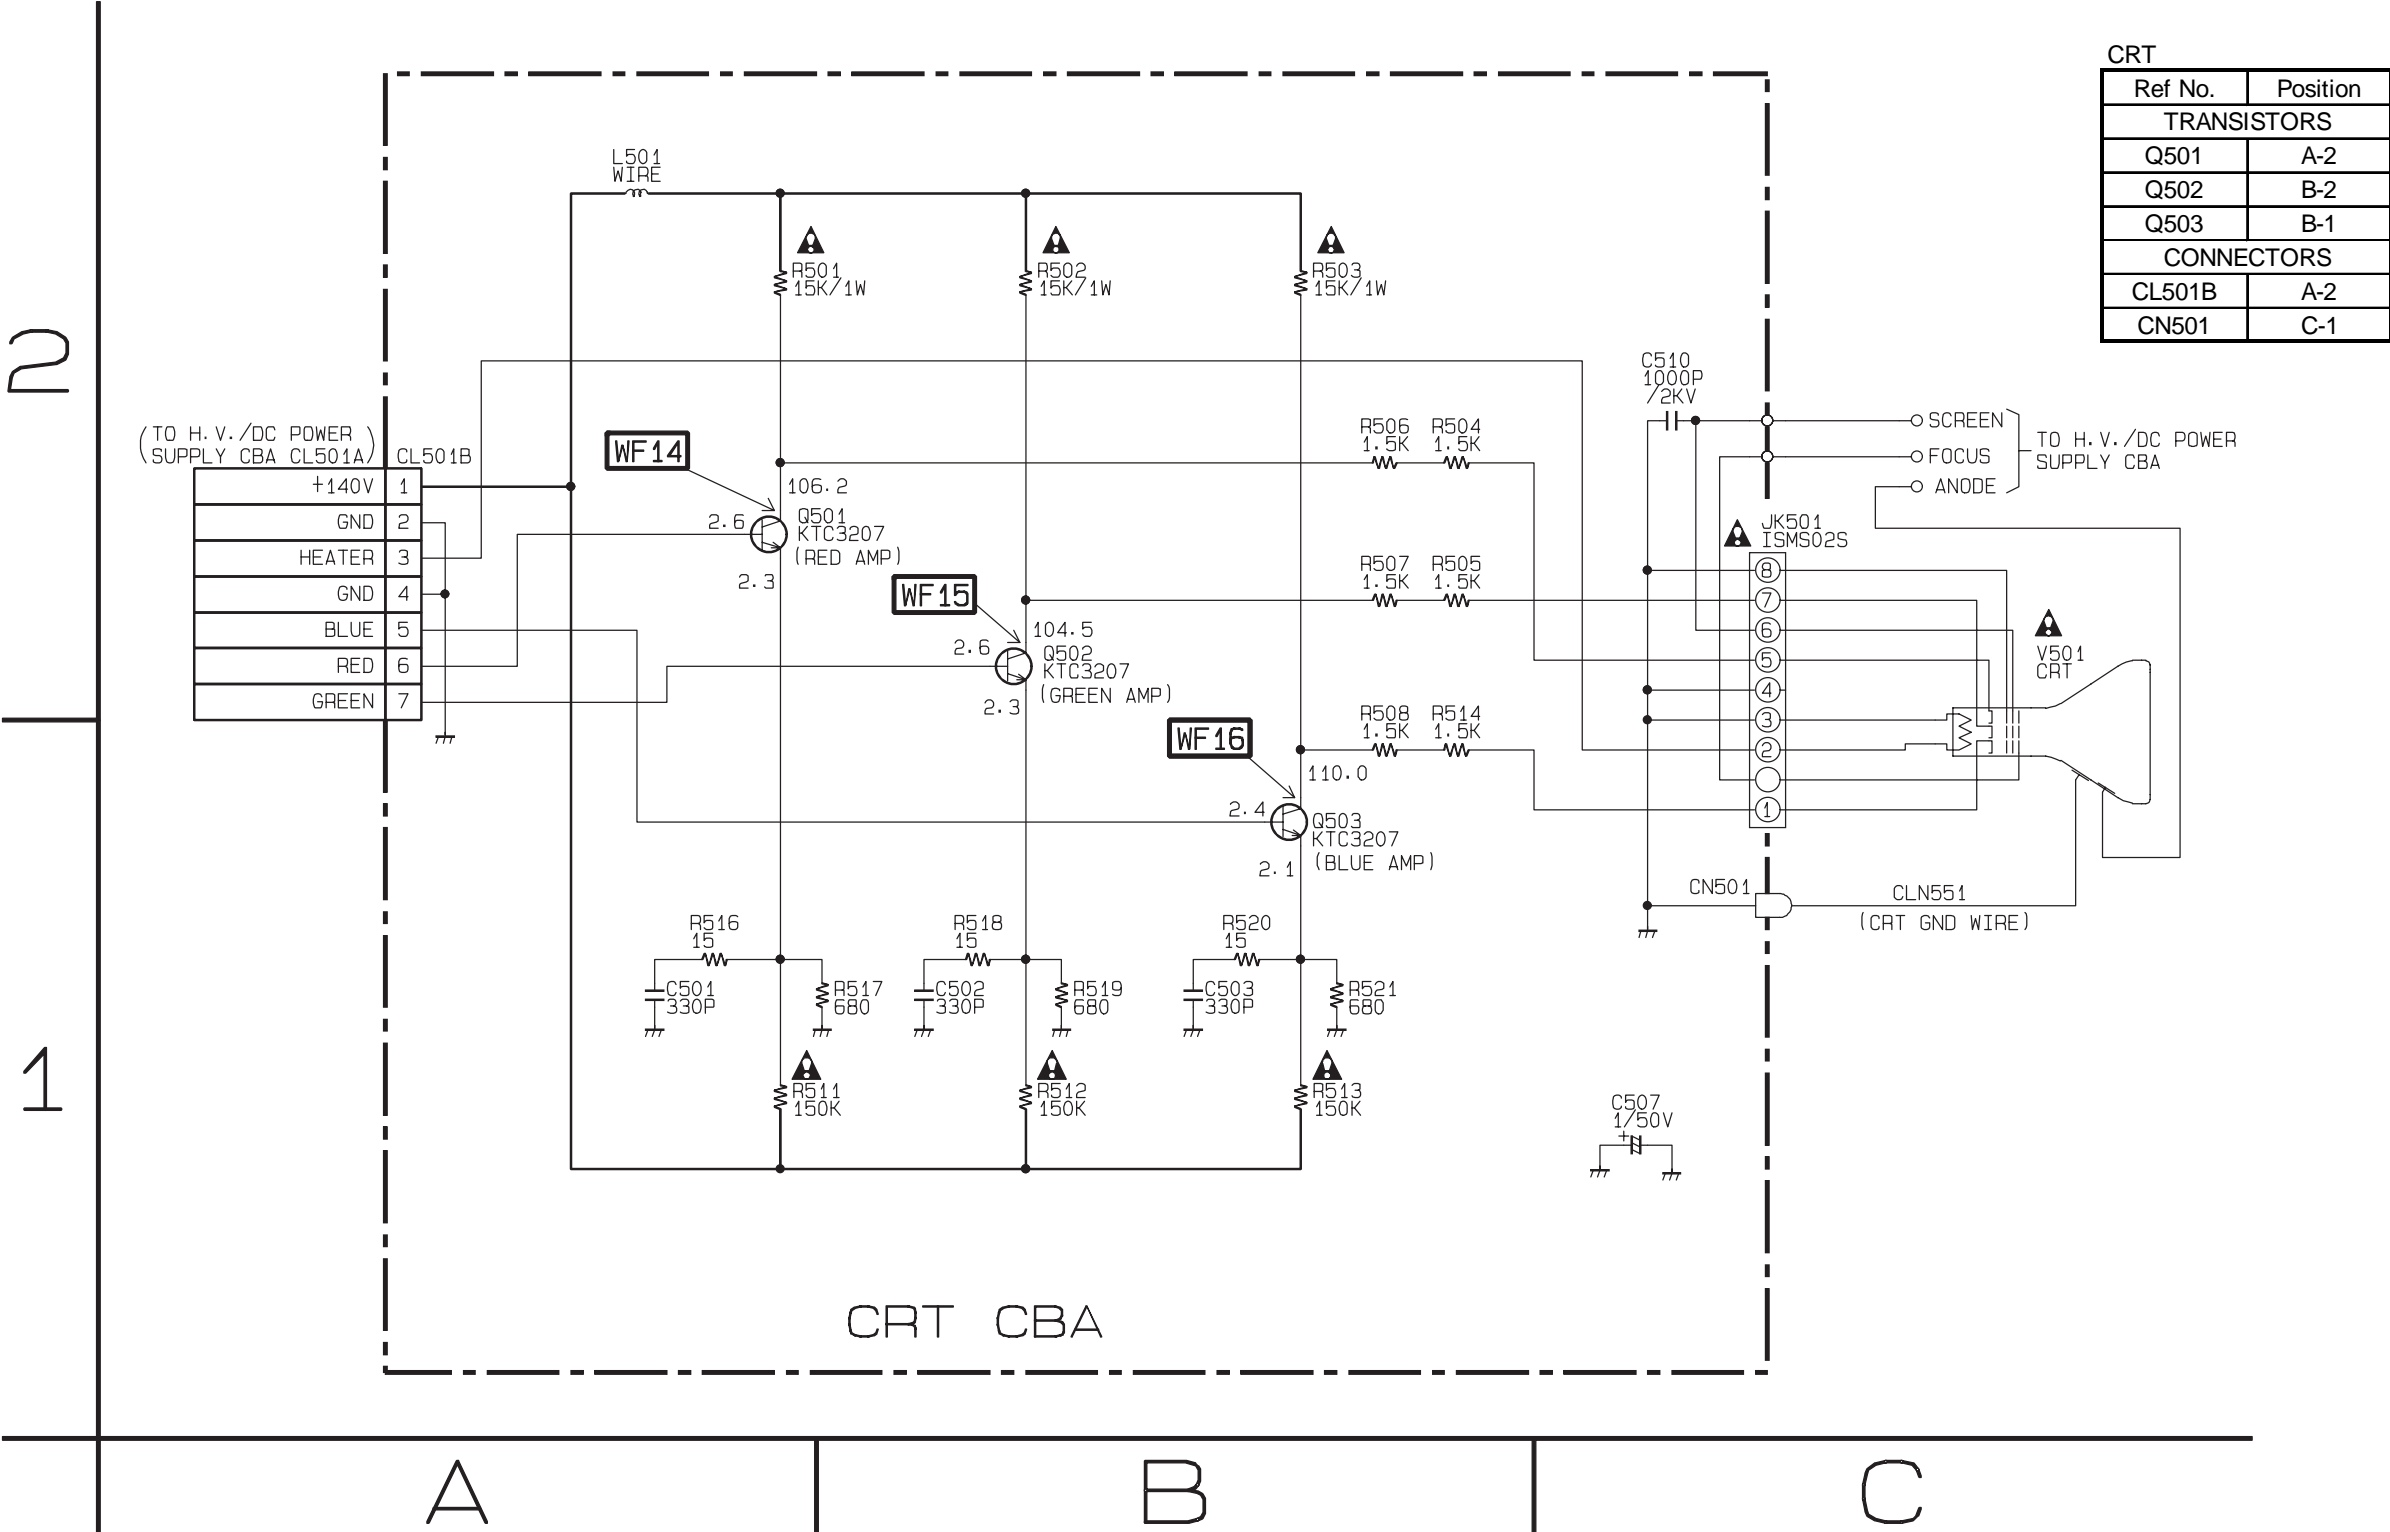 CRT
Ref No. Position
TRANSISTORS
Q501 A-2
Q502 B-2
Q503 B-1
CONNECTORS
CL501B A-2
CN501 C-1
2
1
A
B
C
L501
WIRE
R501
15K/1W
R502
15K/1W
R503
15K/1W
(TO H.V./DC POWER
SUPPLY CBA CL501A)
CL501B
+140V 1
GND 2
HEATER 3
GND 4
BLUE 5
RED 6
GREEN 7
WF14
106.2
2.6
Q501
KTC3207
(RED AMP)
2.3
WF15
104.5
2.6
Q502
KTC3207
(GREEN AMP)
2.3
WF16
110.0
2.4
Q503
KTC3207
(BLUE AMP)
2.1
R506
1.5K
R504
1.5K
R507
1.5K
R505
1.5K
R508
1.5K
R514
1.5K
C510
1000P
/2KV
SCREEN
FOCUS
ANODE
TO H.V./DC POWER
SUPPLY CBA
JK501
ISMS02S
8
7
6
5
4
3
2
1
V501
CRT
CN501
CLN551
(CRT GND WIRE)
R516
15
C501
330P
R517
680
R518
15
C502
330P
R519
680
R520
15
C503
330P
R521
680
R511
150K
R512
150K
R513
150K
C507
1/50V
+
CRT CBA